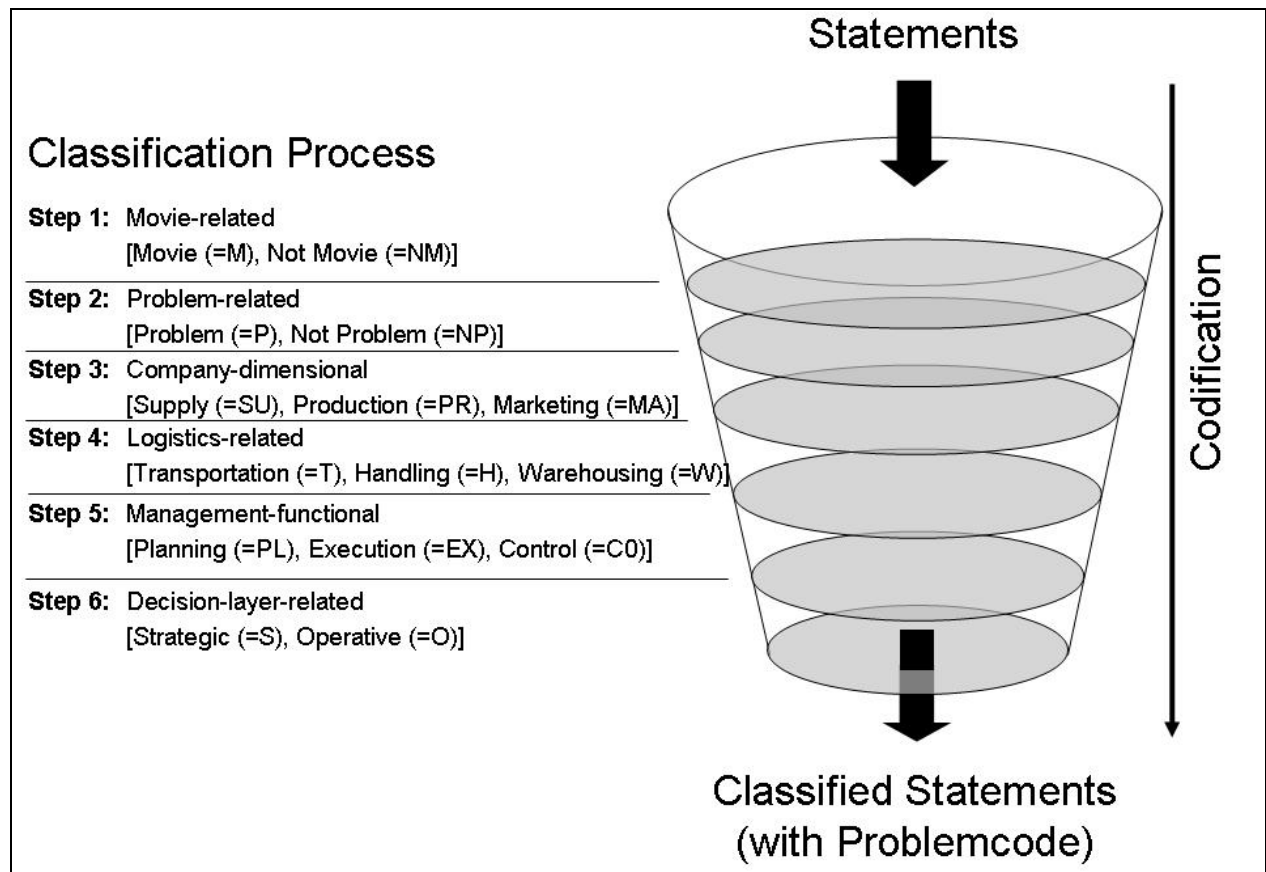 Statements
Classification Process
Step 1: Movie-related
[Movie (=M), Not Movie (=NM)]
Step 2: Problem-related
[Problem (=P), Not Problem (=NP)]
Step 3: Company-dimensional
[Supply (=SU), Production (=PR), Marketing (=MA)]
Step 4: Logistics-related
[Transportation (=T), Handling (=H), Warehousing (=W)]
Step 5: Management-functional
[Planning (=PL), Execution (=EX), Control (=C0)]
Step 6: Decision-layer-related
[Strategic (=S), Operative (=O)]
Codification
Classified Statements
(with Problemcode)